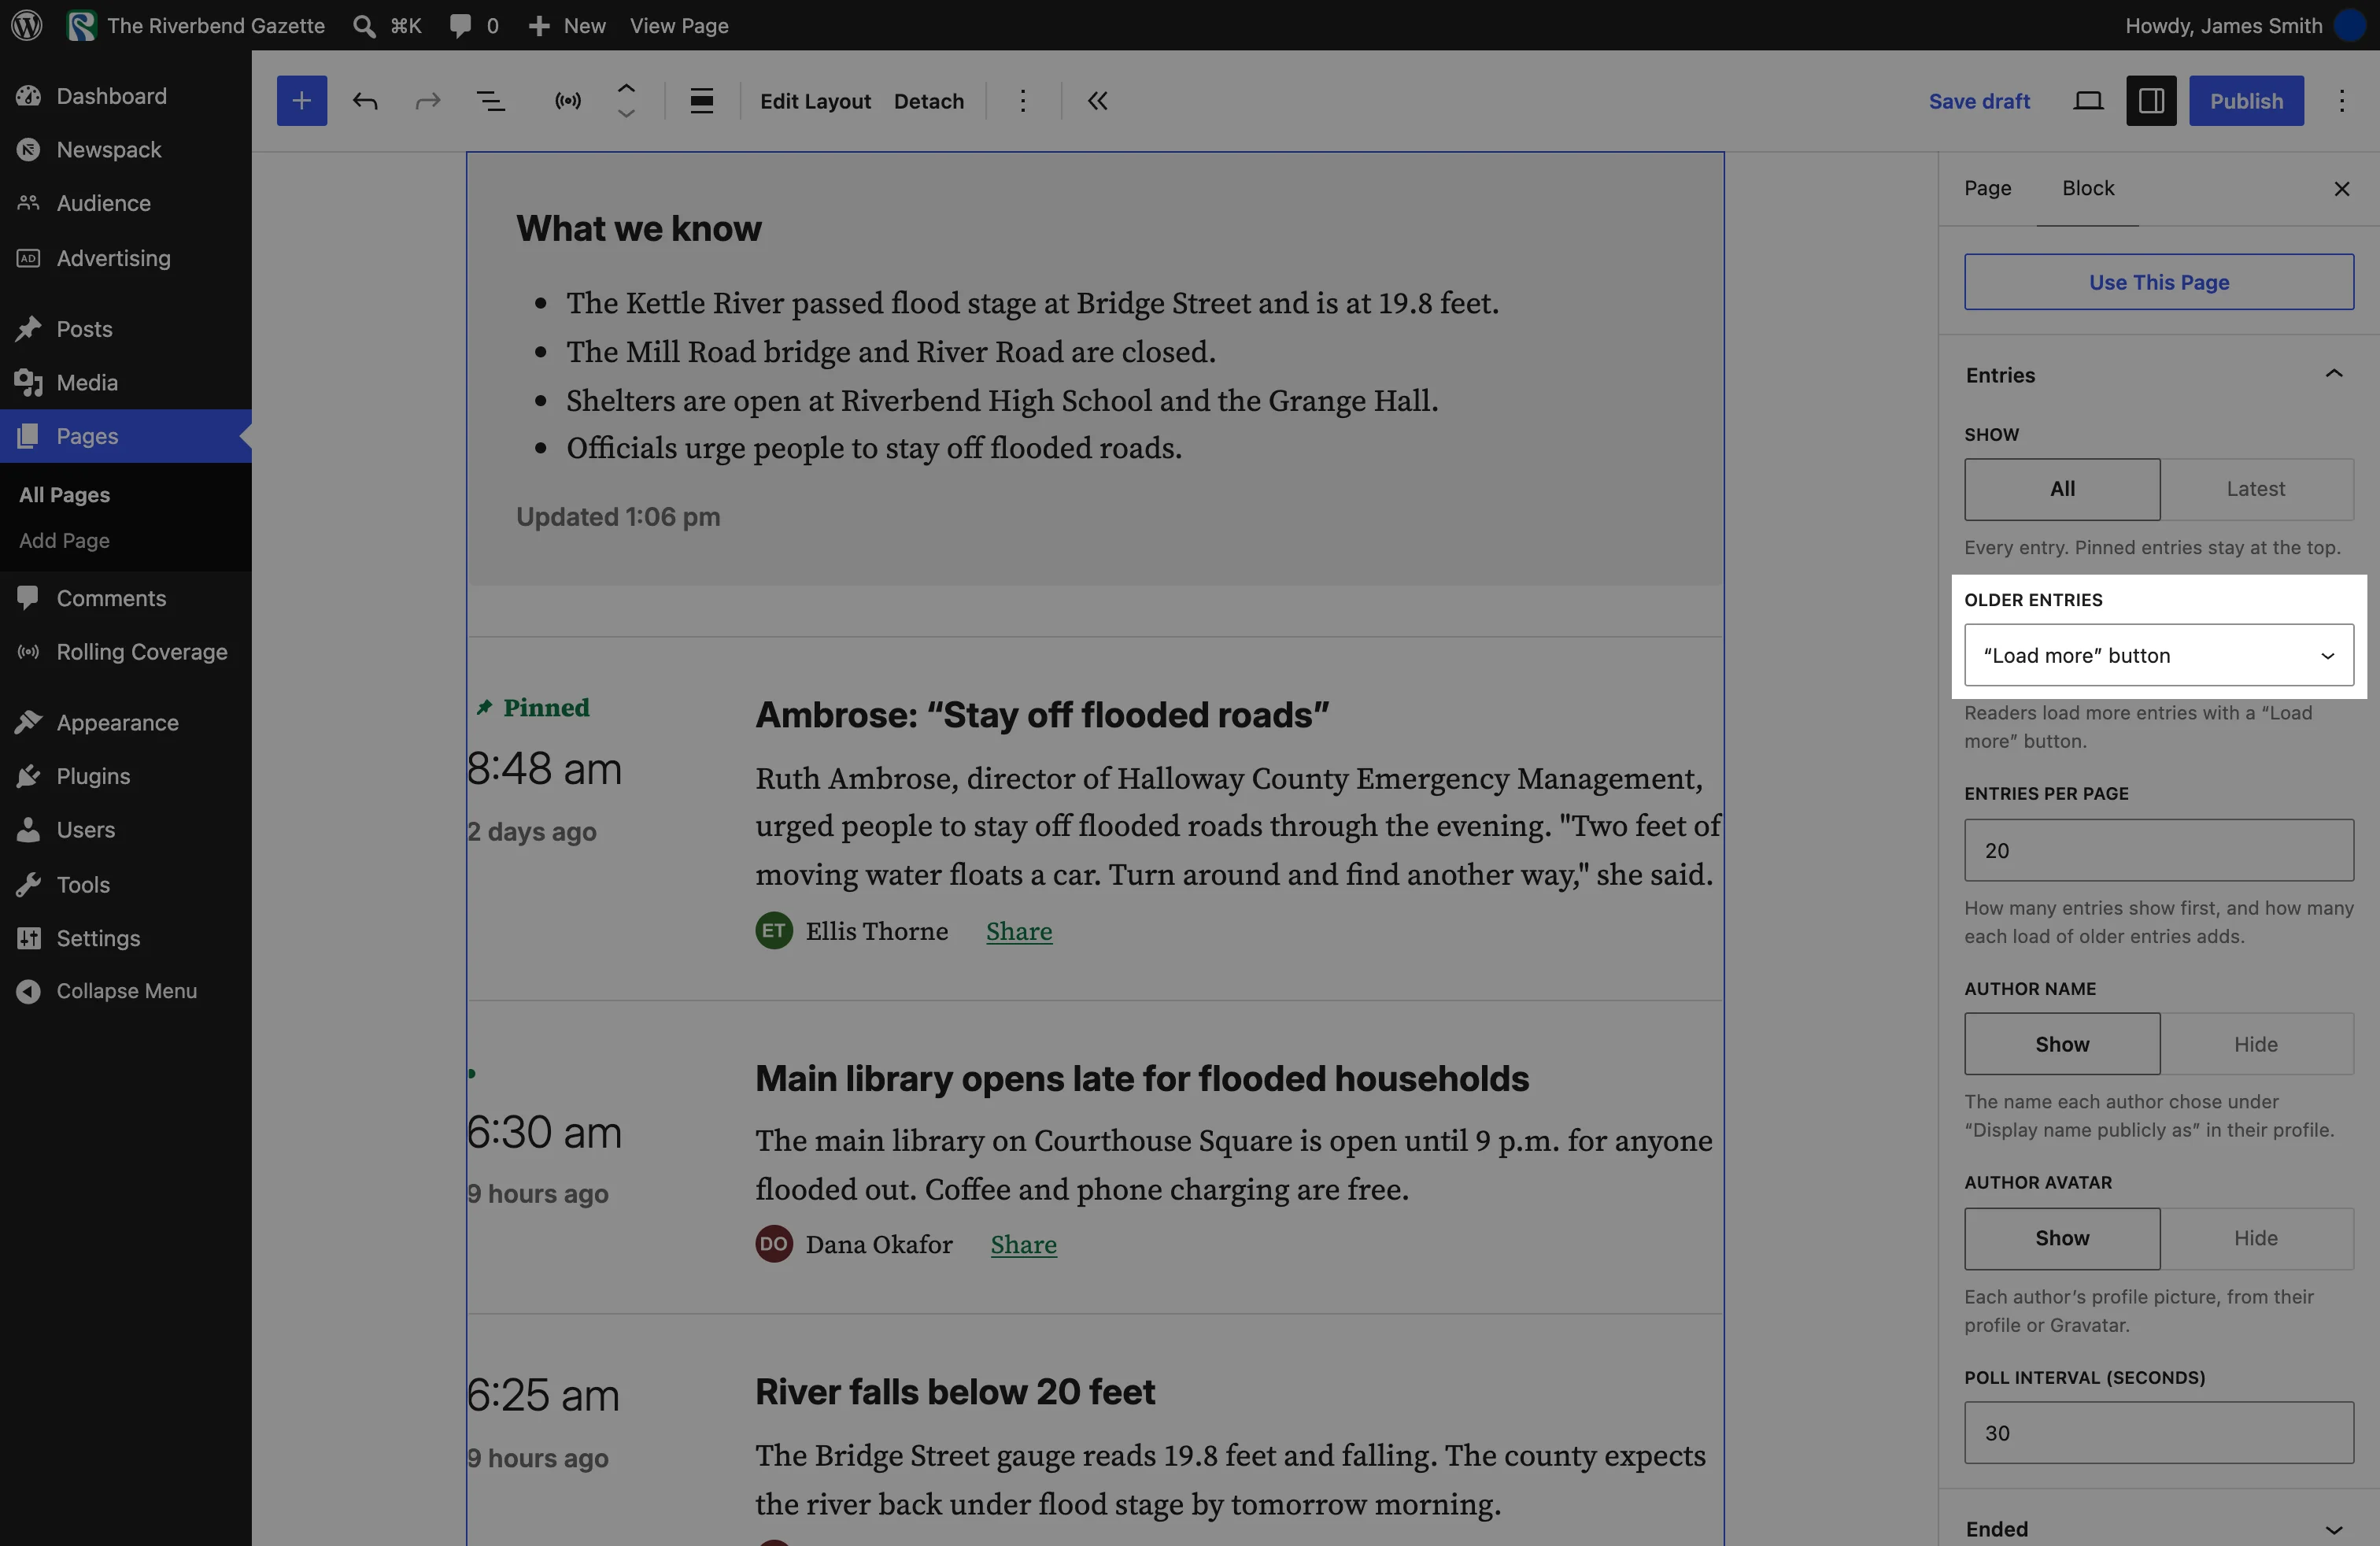 The Riverbend Gazette ⌘K 0 New View Page
Howdy, James Smith
Dashboard
Newspack
Audience
AD Advertising
Posts
Media
Pages
All Pages
Add Page
Comments
Rolling Coverage
Appearance
Plugins
Users
Tools
Settings
Collapse Menu
Edit Layout Detach
Save draft Publish
What we know
The Kettle River passed flood stage at Bridge Street and is at 19.8 feet.
The Mill Road bridge and River Road are closed.
Shelters are open at Riverbend High School and the Grange Hall.
Officials urge people to stay off flooded roads.
Updated 1:06 pm
Pinned
8:48 am
2 days ago
Ambrose: “Stay off flooded roads”
Ruth Ambrose, director of Halloway County Emergency Management,
urged people to stay off flooded roads through the evening. "Two feet of
moving water floats a car. Turn around and find another way," she said.
ET Ellis Thorne Share
6:30 am
9 hours ago
Main library opens late for flooded households
The main library on Courthouse Square is open until 9 p.m. for anyone
flooded out. Coffee and phone charging are free.
DO Dana Okafor Share
6:25 am
9 hours ago
River falls below 20 feet
The Bridge Street gauge reads 19.8 feet and falling. The county expects
the river back under flood stage by tomorrow morning.
Page Block
Use This Page
Entries
SHOW
All Latest
Every entry. Pinned entries stay at the top.
OLDER ENTRIES
“Load more” button
Readers load more entries with a “Load
more” button.
ENTRIES PER PAGE
20
How many entries show first, and how many
each load of older entries adds.
AUTHOR NAME
Show Hide
The name each author chose under
“Display name publicly as” in their profile.
AUTHOR AVATAR
Show Hide
Each author’s profile picture, from their
profile or Gravatar.
POLL INTERVAL (SECONDS)
30
Ended